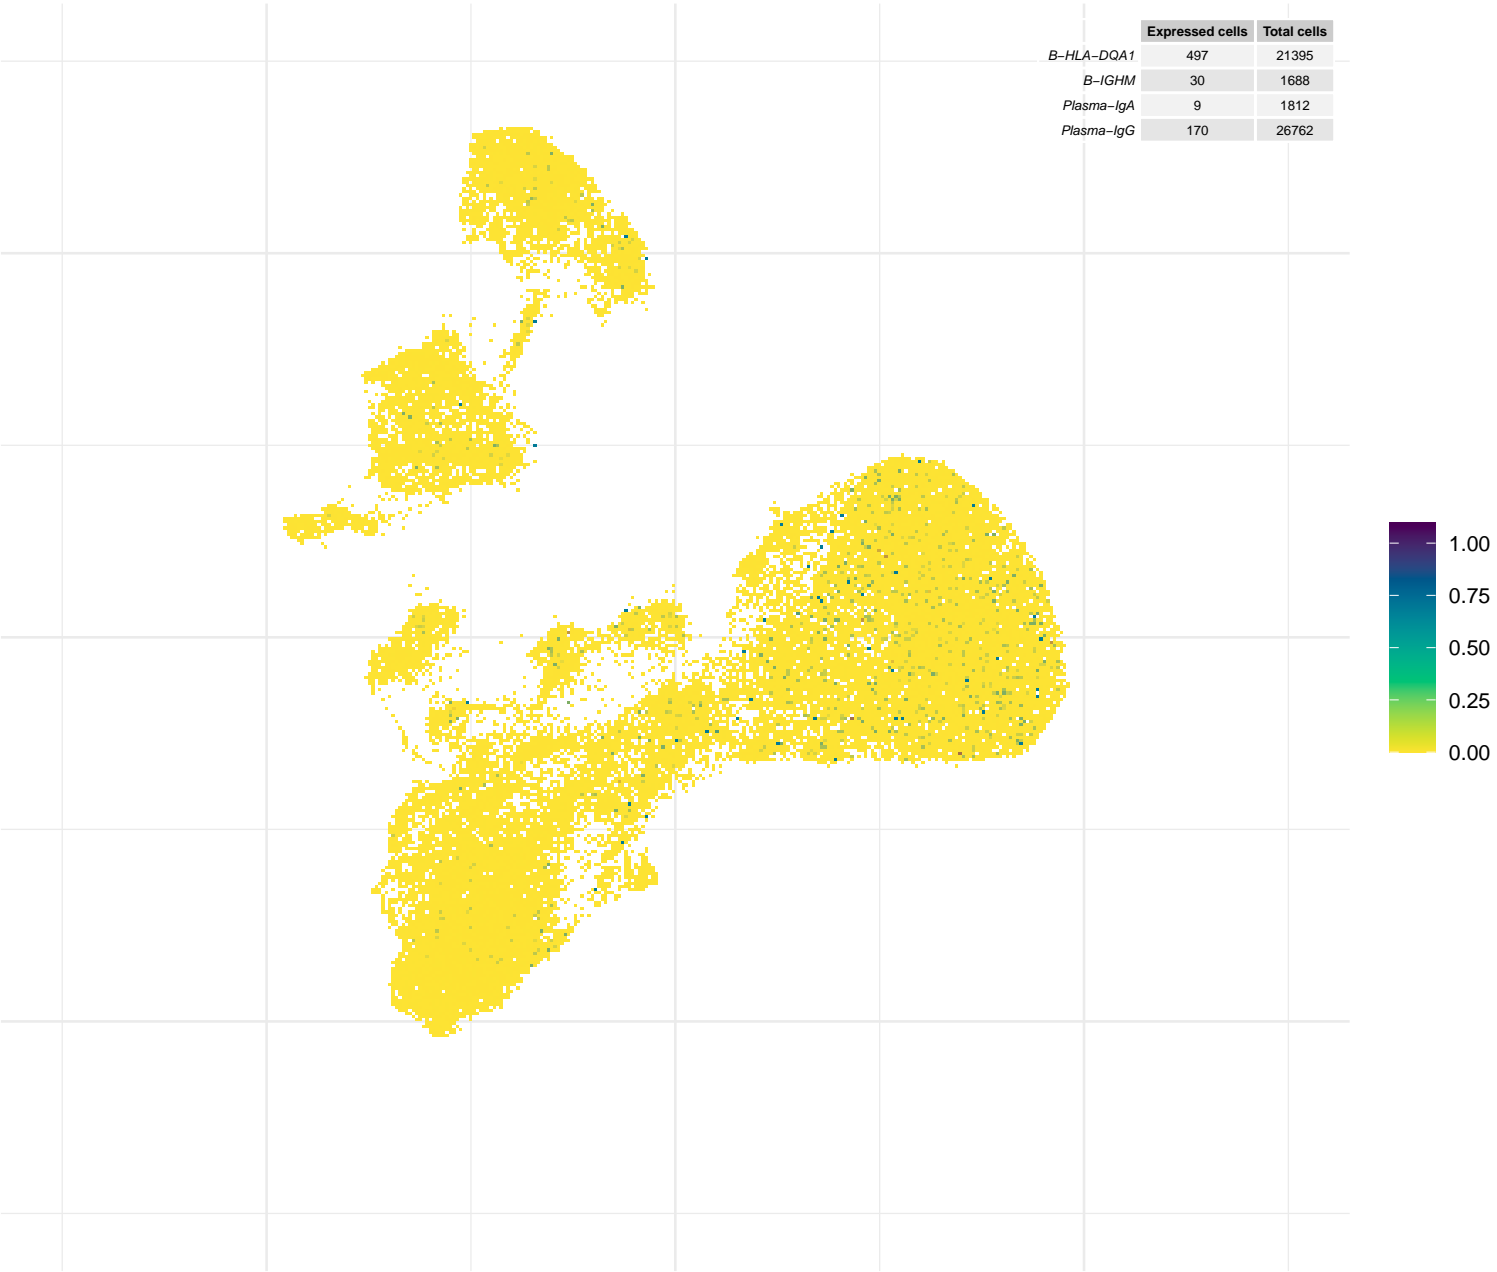 Expressed cells Total cells
B−HLA−DQA1 497 21395
B−IGHM 30 1688
Plasma−IgA 9 1812
Plasma−IgG 170 26762
1.00
0.75
0.50
0.25
0.00